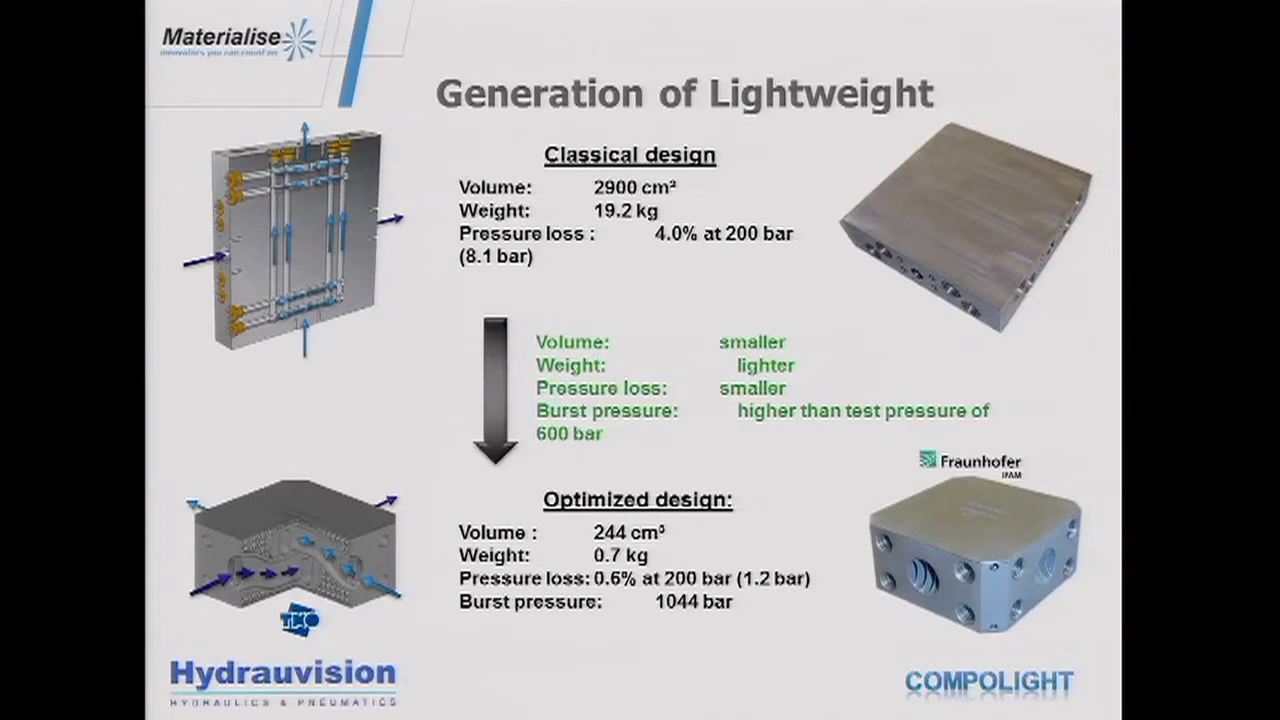 Materialise
innovators you can count on
Generation of Lightweight
Classical design
Volume: 2900 cm³
Weight: 19.2 kg
Pressure loss : 4.0% at 200 bar
(8.1 bar)
Volume: smaller
Weight: lighter
Pressure loss: smaller
Burst pressure: higher than test pressure of
600 bar
Fraunhofer
IFAM
Optimized design:
Volume : 244 cm³
Weight: 0.7 kg
Pressure loss: 0.6% at 200 bar (1.2 bar)
Burst pressure: 1044 bar
Hydrauvision
HYDRAULICS & PNEUMATICS
COMPOLIGHT